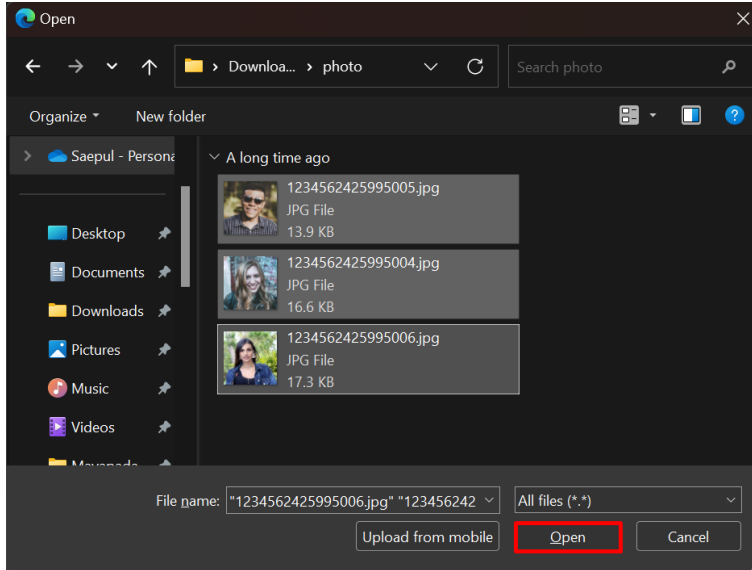 Open
Downloa... > photo
Search photo
Organize
New folder
Saepul - Persona
A long time ago
1234562425995005.jpg
JPG File
13.9 KB
1234562425995004.jpg
JPG File
16.6 KB
1234562425995006.jpg
JPG File
17.3 KB
Desktop
Documents
Downloads
Pictures
Music
Videos
File name: "1234562425995006.jpg" "123456242
All files (*.*)
Upload from mobile
Open
Cancel